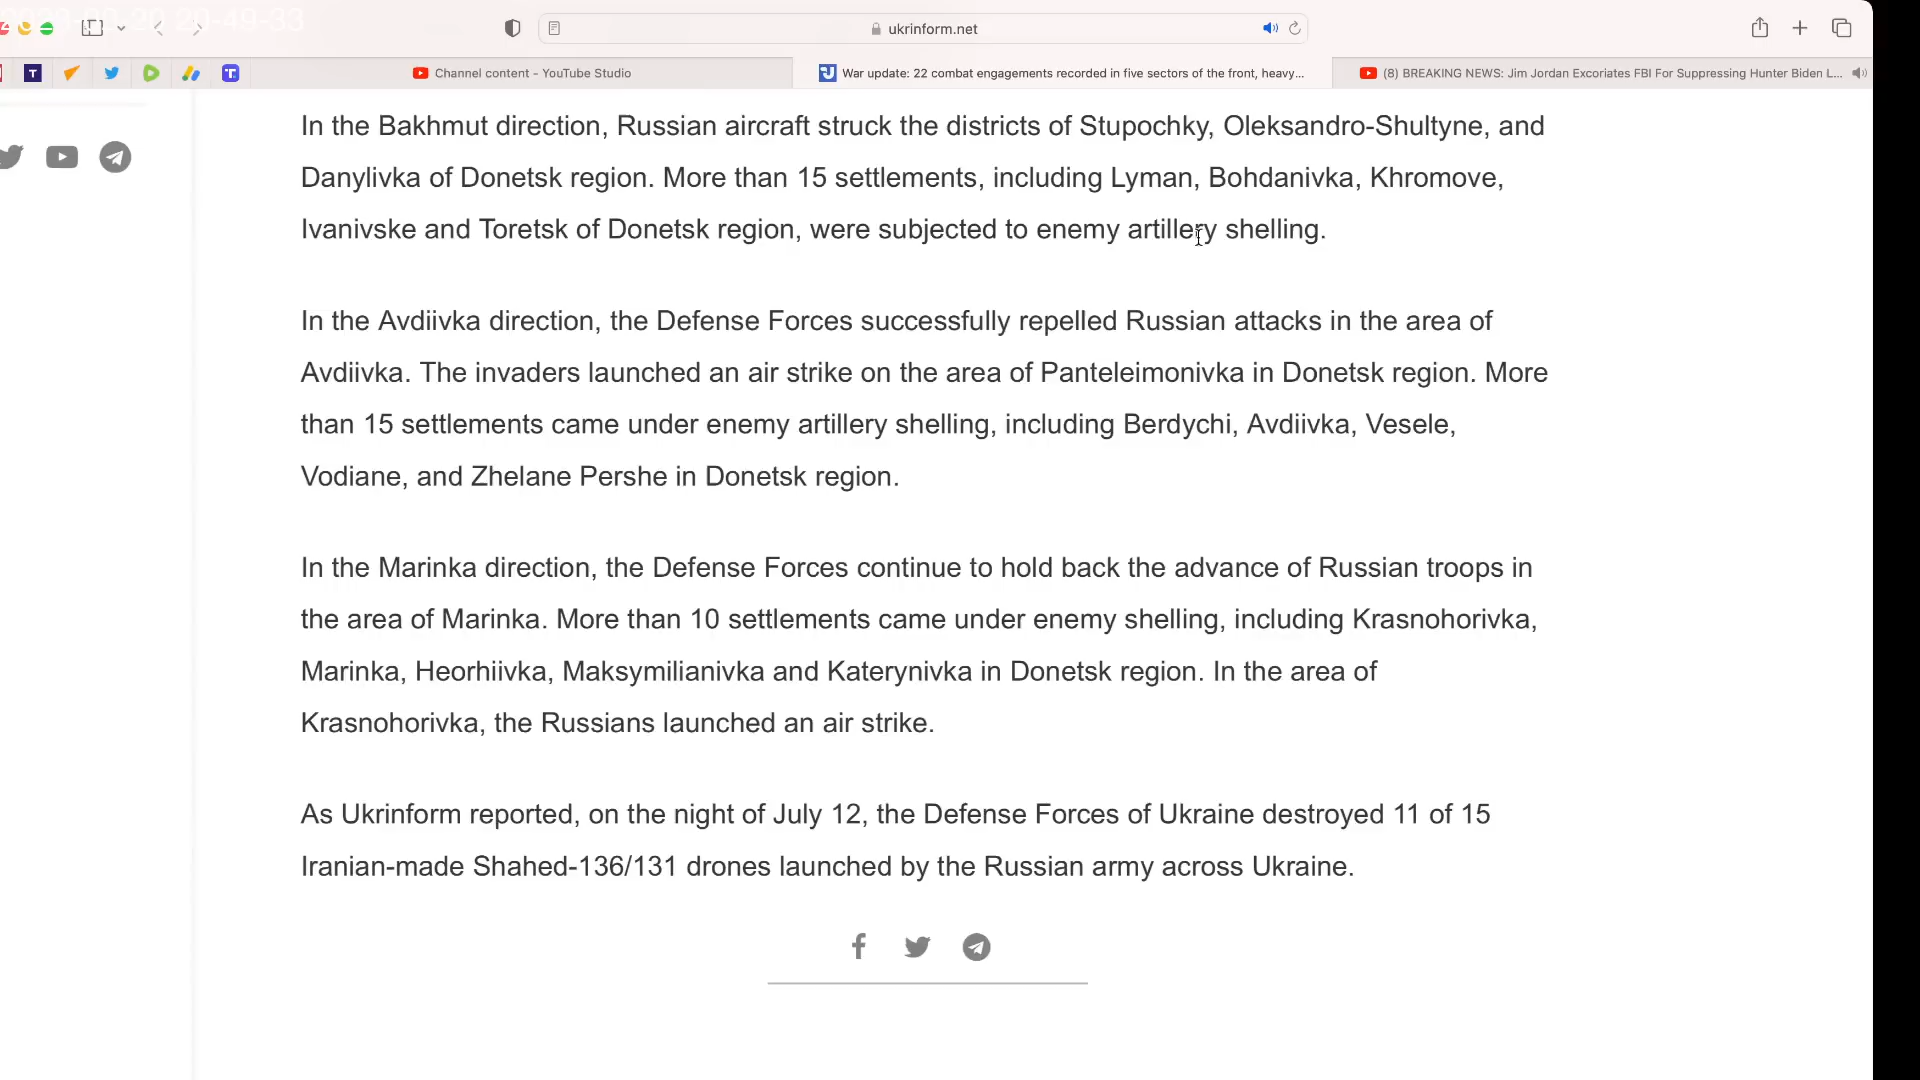 20-49-33
ukrinform.net
Channel content - YouTube Studio
War update: 22 combat engagements recorded in five sectors of the front, heavy...
(8) BREAKING NEWS: Jim Jordan Excoriates FBI For Suppressing Hunter Biden L...
In the Bakhmut direction, Russian aircraft struck the districts of Stupochky, Oleksandro-Shultyne, and
Danylivka of Donetsk region. More than 15 settlements, including Lyman, Bohdanivka, Khromove,
Ivanivske and Toretsk of Donetsk region, were subjected to enemy artillery shelling.
In the Avdiivka direction, the Defense Forces successfully repelled Russian attacks in the area of
Avdiivka. The invaders launched an air strike on the area of Panteleimonivka in Donetsk region. More
than 15 settlements came under enemy artillery shelling, including Berdychi, Avdiivka, Vesele,
Vodiane, and Zhelane Pershe in Donetsk region.
In the Marinka direction, the Defense Forces continue to hold back the advance of Russian troops in
the area of Marinka. More than 10 settlements came under enemy shelling, including Krasnohorivka,
Marinka, Heorhiivka, Maksymilianivka and Katerynivka in Donetsk region. In the area of
Krasnohorivka, the Russians launched an air strike.
As Ukrinform reported, on the night of July 12, the Defense Forces of Ukraine destroyed 11 of 15
Iranian-made Shahed-136/131 drones launched by the Russian army across Ukraine.